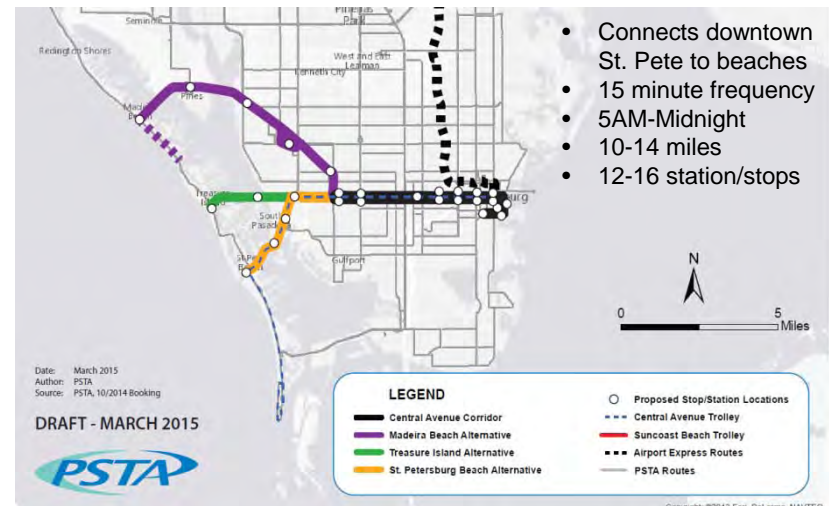 Pinellas
Park
Seminole
Redington Shores
West and East
Lealman
Kenneth City
Pines
Madeira
Beach
Treasure
Island
South
Pasadena
St Pete
Beach
Gulfport
• Connects downtown
St. Pete to beaches
• 15 minute frequency
• 5AM-Midnight
• 10-14 miles
• 12-16 station/stops
N
0 5
Miles
Date: March 2015
Author: PSTA
Source: PSTA, 10/2014 Booking
DRAFT - MARCH 2015
PSTA
LEGEND
Central Avenue Corridor
Madeira Beach Alternative
Treasure Island Alternative
St. Petersburg Beach Alternative
Proposed Stop/Station Locations
Central Avenue Trolley
Suncoast Beach Trolley
Airport Express Routes
PSTA Routes